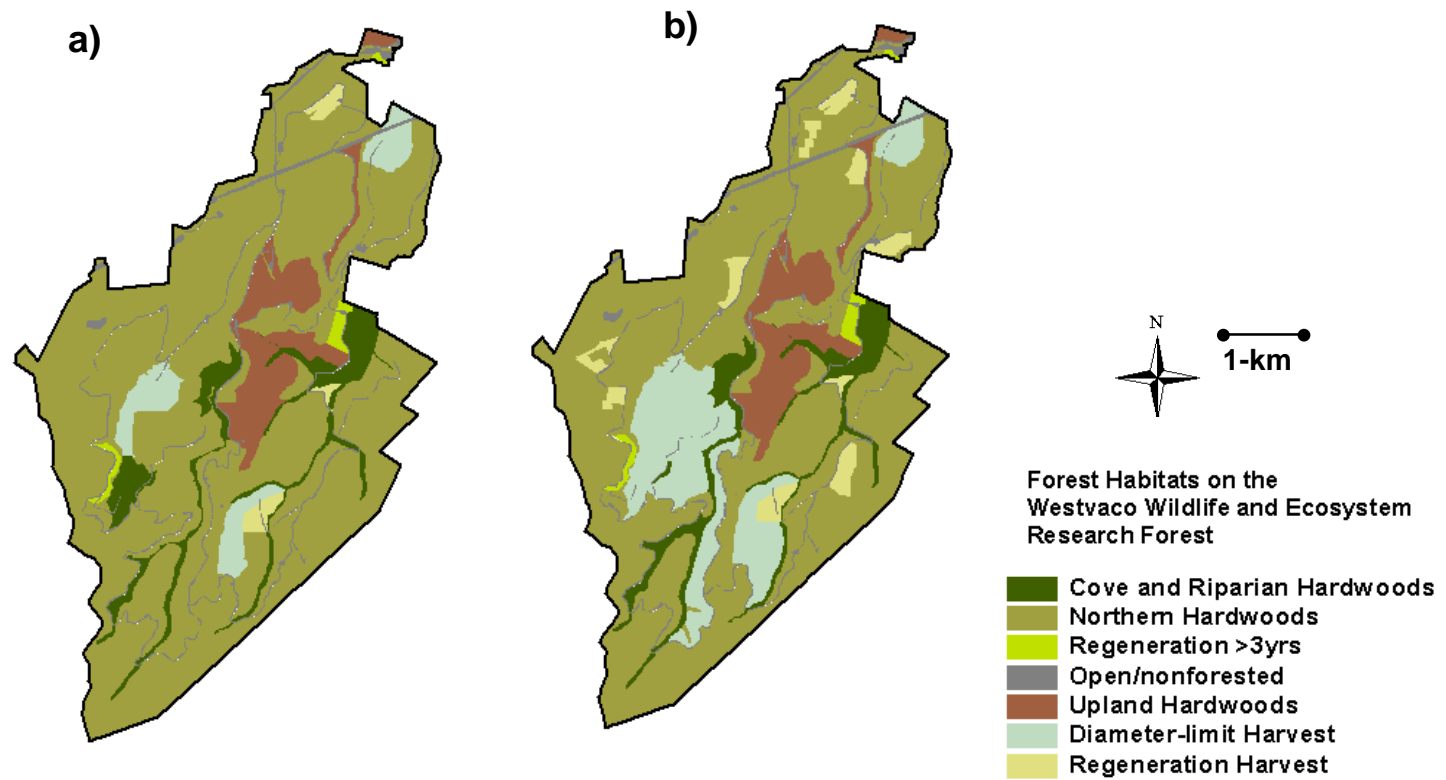 a)
b)
N
1-km
Forest Habitats on the
Westvaco Wildlife and Ecosystem
Research Forest
Cove and Riparian Hardwoods
Northern Hardwoods
Regeneration >3yrs
Open/nonforested
Upland Hardwoods
Diameter-limit Harvest
Regeneration Harvest